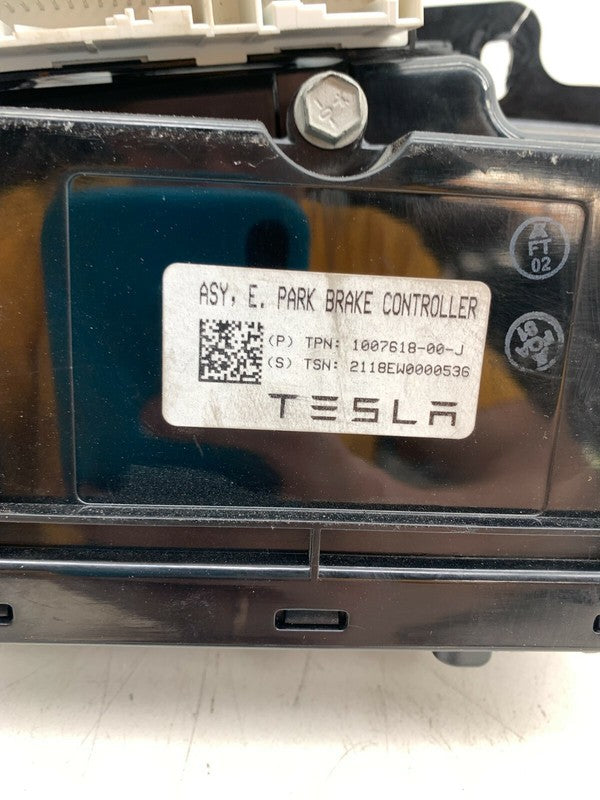 ASY, E. PARK BRAKE CONTROLLER
(P) TPN: 1007618-00-J
(S) TSN: 2118EW0000536
TESLA
FT
02